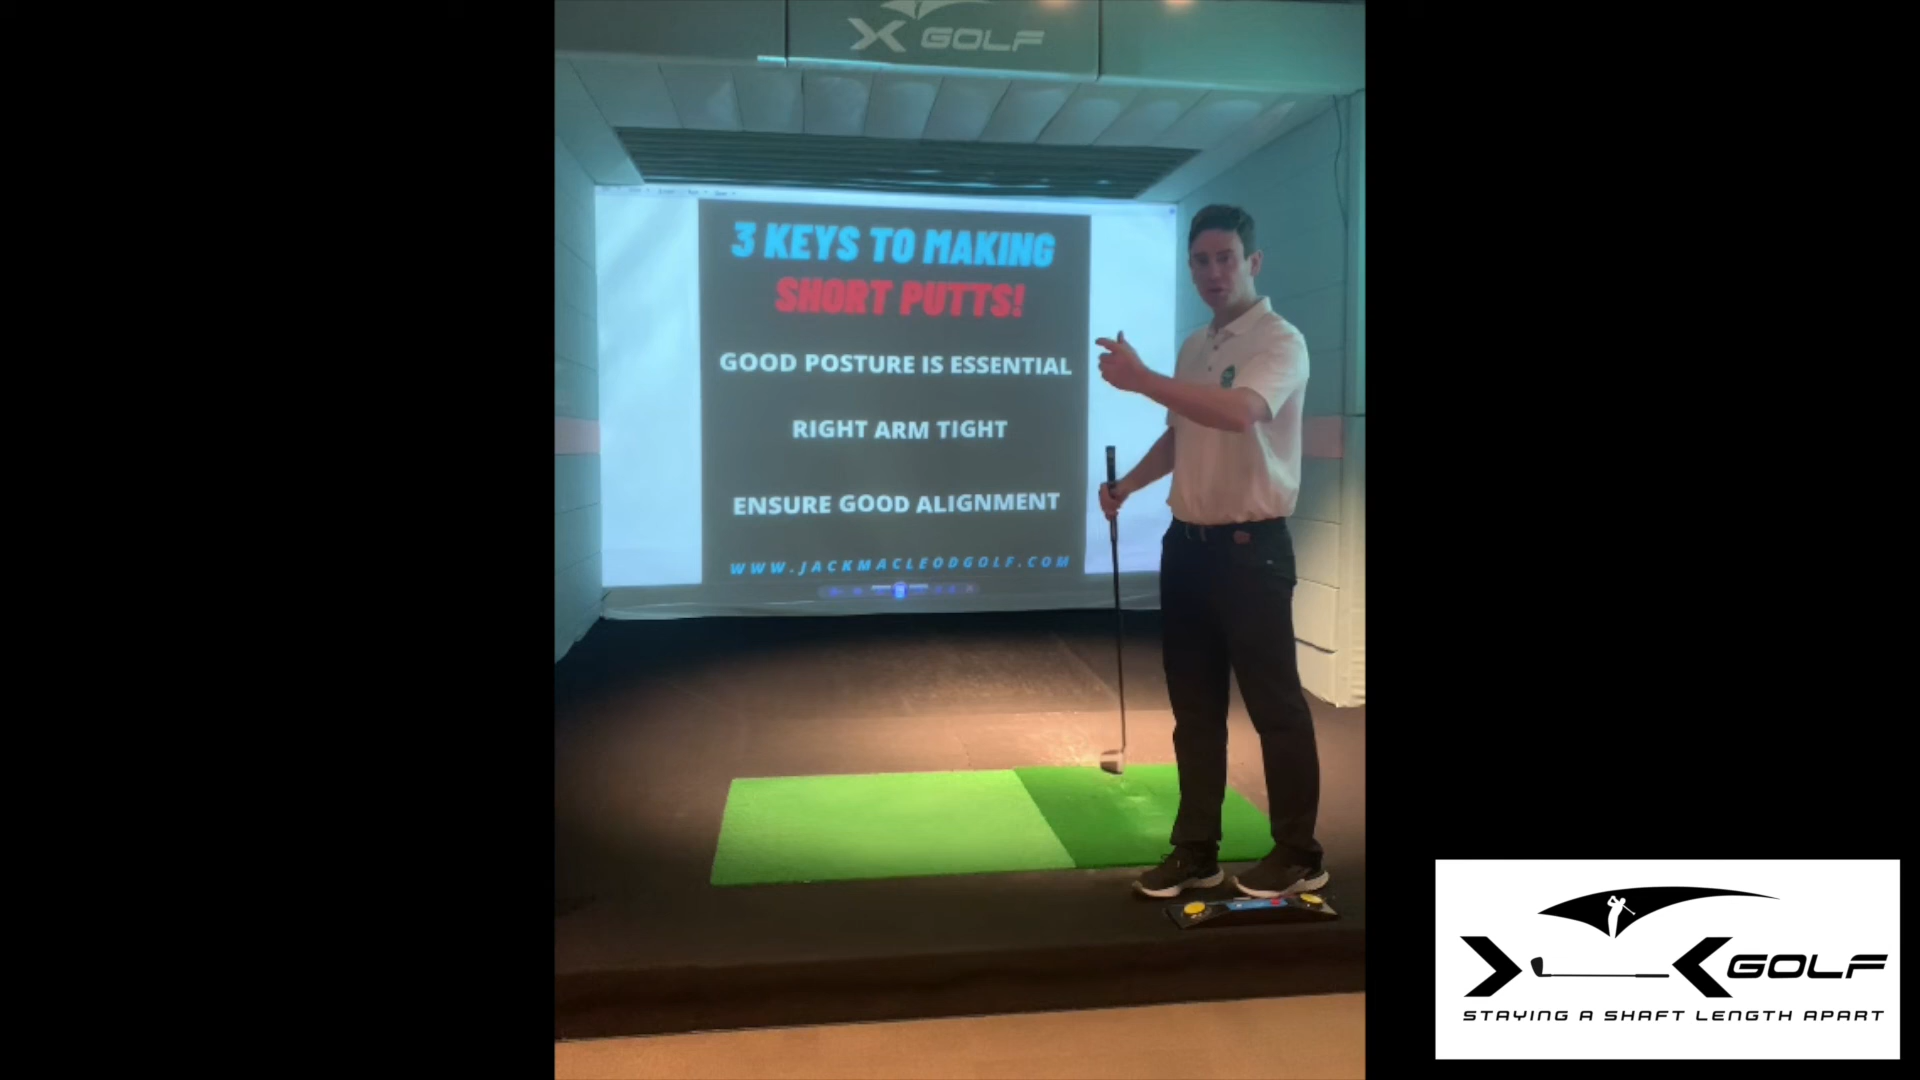 X GOLF
3 KEYS TO MAKING
SHORT PUTTS!
GOOD POSTURE IS ESSENTIAL
RIGHT ARM TIGHT
ENSURE GOOD ALIGNMENT
WWW.JACKMACLEODGOLF.COM
X GOLF
STAYING A SHAFT LENGTH APART